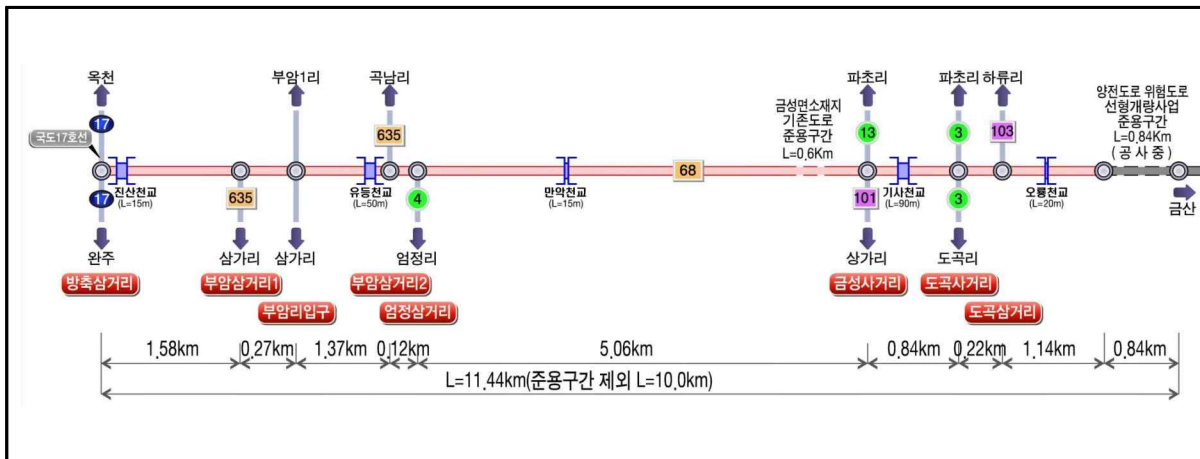 옥천
부암1리
곡남리
파초리
파초리
하류리
양전도로 위험도로
선형개량사업
준용구간
L=0.84Km
( 공 사 중 )
금성면소재지
기존도로
준용구간
L=0.6Km
17
635
13
3
103
국도17호선
68
진산천교
(L=15m)
유등천교
(L=50m)
만악천교
(L=15m)
기사천교
(L=90m)
오룡천교
(L=20m)
17
635
4
101
3
금산
완주
삼가리
삼가리
엄정리
상가리
도곡리
방축삼거리
부암삼거리1
부암삼거리2
금성사거리
도곡사거리
부암리입구
엄정삼거리
도곡삼거리
1.58km
0.27km
1.37km
0.12km
5.06km
0.84km
0.22km
1.14km
0.84km
L=11.44km(준용구간 제외 L=10.0km)